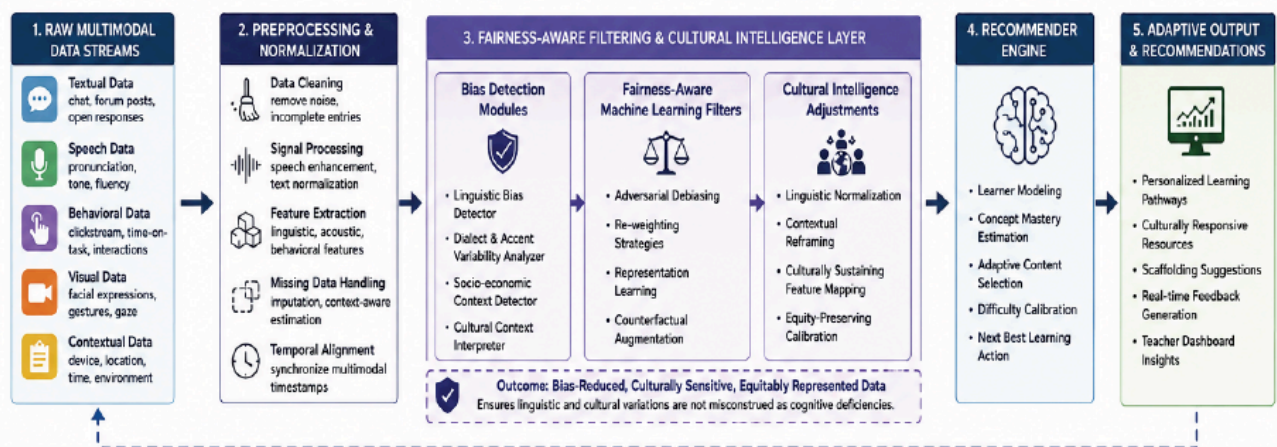 1. RAW MULTIMODAL
DATA STREAMS
Textual Data
chat, forum posts,
open responses
Speech Data
pronunciation,
tone, fluency
Behavioral Data
clickstream, time-on-
task, interactions
Visual Data
facial expressions,
gestures, gaze
Contextual Data
device, location,
time, environment
2. PREPROCESSING &
NORMALIZATION
Data Cleaning
remove noise,
incomplete entries
Signal Processing
speech enhancement,
text normalization
Feature Extraction
linguistic, acoustic,
behavioral features
Missing Data Handling
imputation, context-aware
estimation
Temporal Alignment
synchronize multimodal
timestamps
3. FAIRNESS-AWARE FILTERING & CULTURAL INTELLIGENCE LAYER
Bias Detection
Modules
• Linguistic Bias
Detector
• Dialect & Accent
Variability Analyzer
• Socio-economic
Context Detector
• Cultural Context
Interpreter
Fairness-Aware
Machine Learning Filters
• Adversarial Debiasing
• Re-weighting
Strategies
• Representation
Learning
• Counterfactual
Augmentation
Cultural Intelligence
Adjustments
• Linguistic Normalization
• Contextual
Reframing
• Culturally Sustaining
Feature Mapping
• Equity-Preserving
Calibration
Outcome: Bias-Reduced, Culturally Sensitive, Equitably Represented Data
Ensures linguistic and cultural variations are not misconstrued as cognitive deficiencies.
4. RECOMMENDER
ENGINE
• Learner Modeling
• Concept Mastery
Estimation
• Adaptive Content
Selection
• Difficulty Calibration
• Next Best Learning
Action
5. ADAPTIVE OUTPUT
& RECOMMENDATIONS
• Personalized Learning
Pathways
• Culturally Responsive
Resources
• Scaffolding Suggestions
• Real-time Feedback
Generation
• Teacher Dashboard
Insights